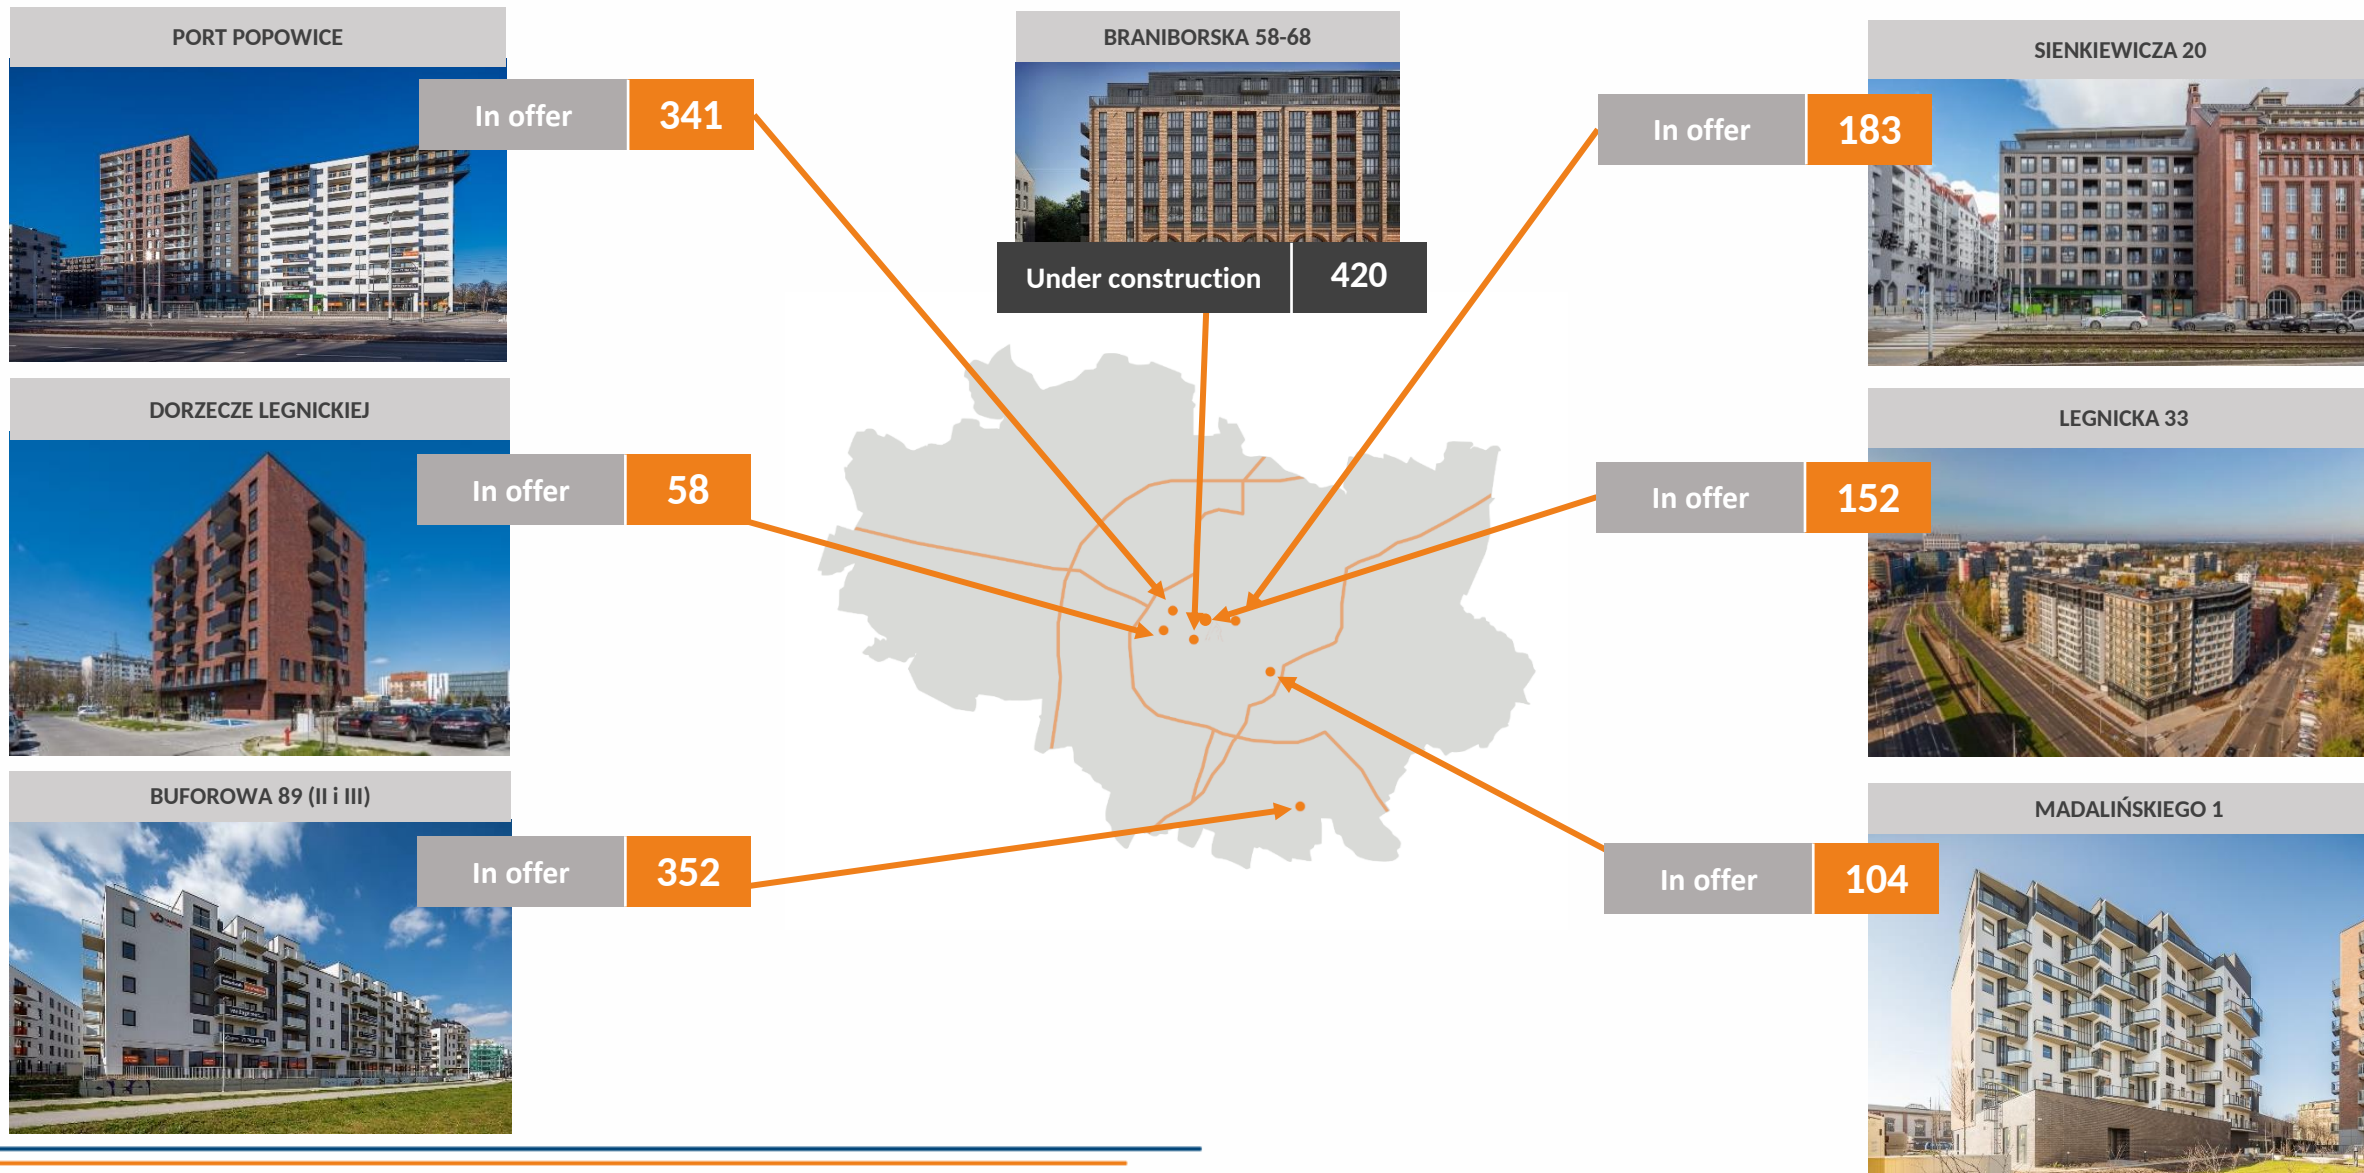 PORT POPOWICE
In offer 341
BRANIBORSKA 58-68
Under construction 420
SIENKIEWICZA 20
In offer 183
DORZECZE LEGNICKIEJ
In offer 58
LEGNICKA 33
In offer 152
BUFOROWA 89 (II i III)
In offer 352
MADALIŃSKIEGO 1
In offer 104